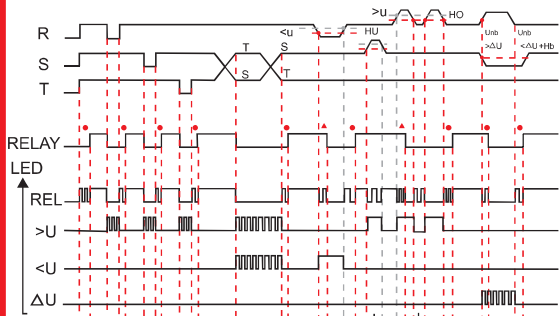 >u HO
R <u HU Unb Unb
>ΔU <ΔU+Hb
S T S
T S T
RELAY
LED
REL
>U
<U
ΔU